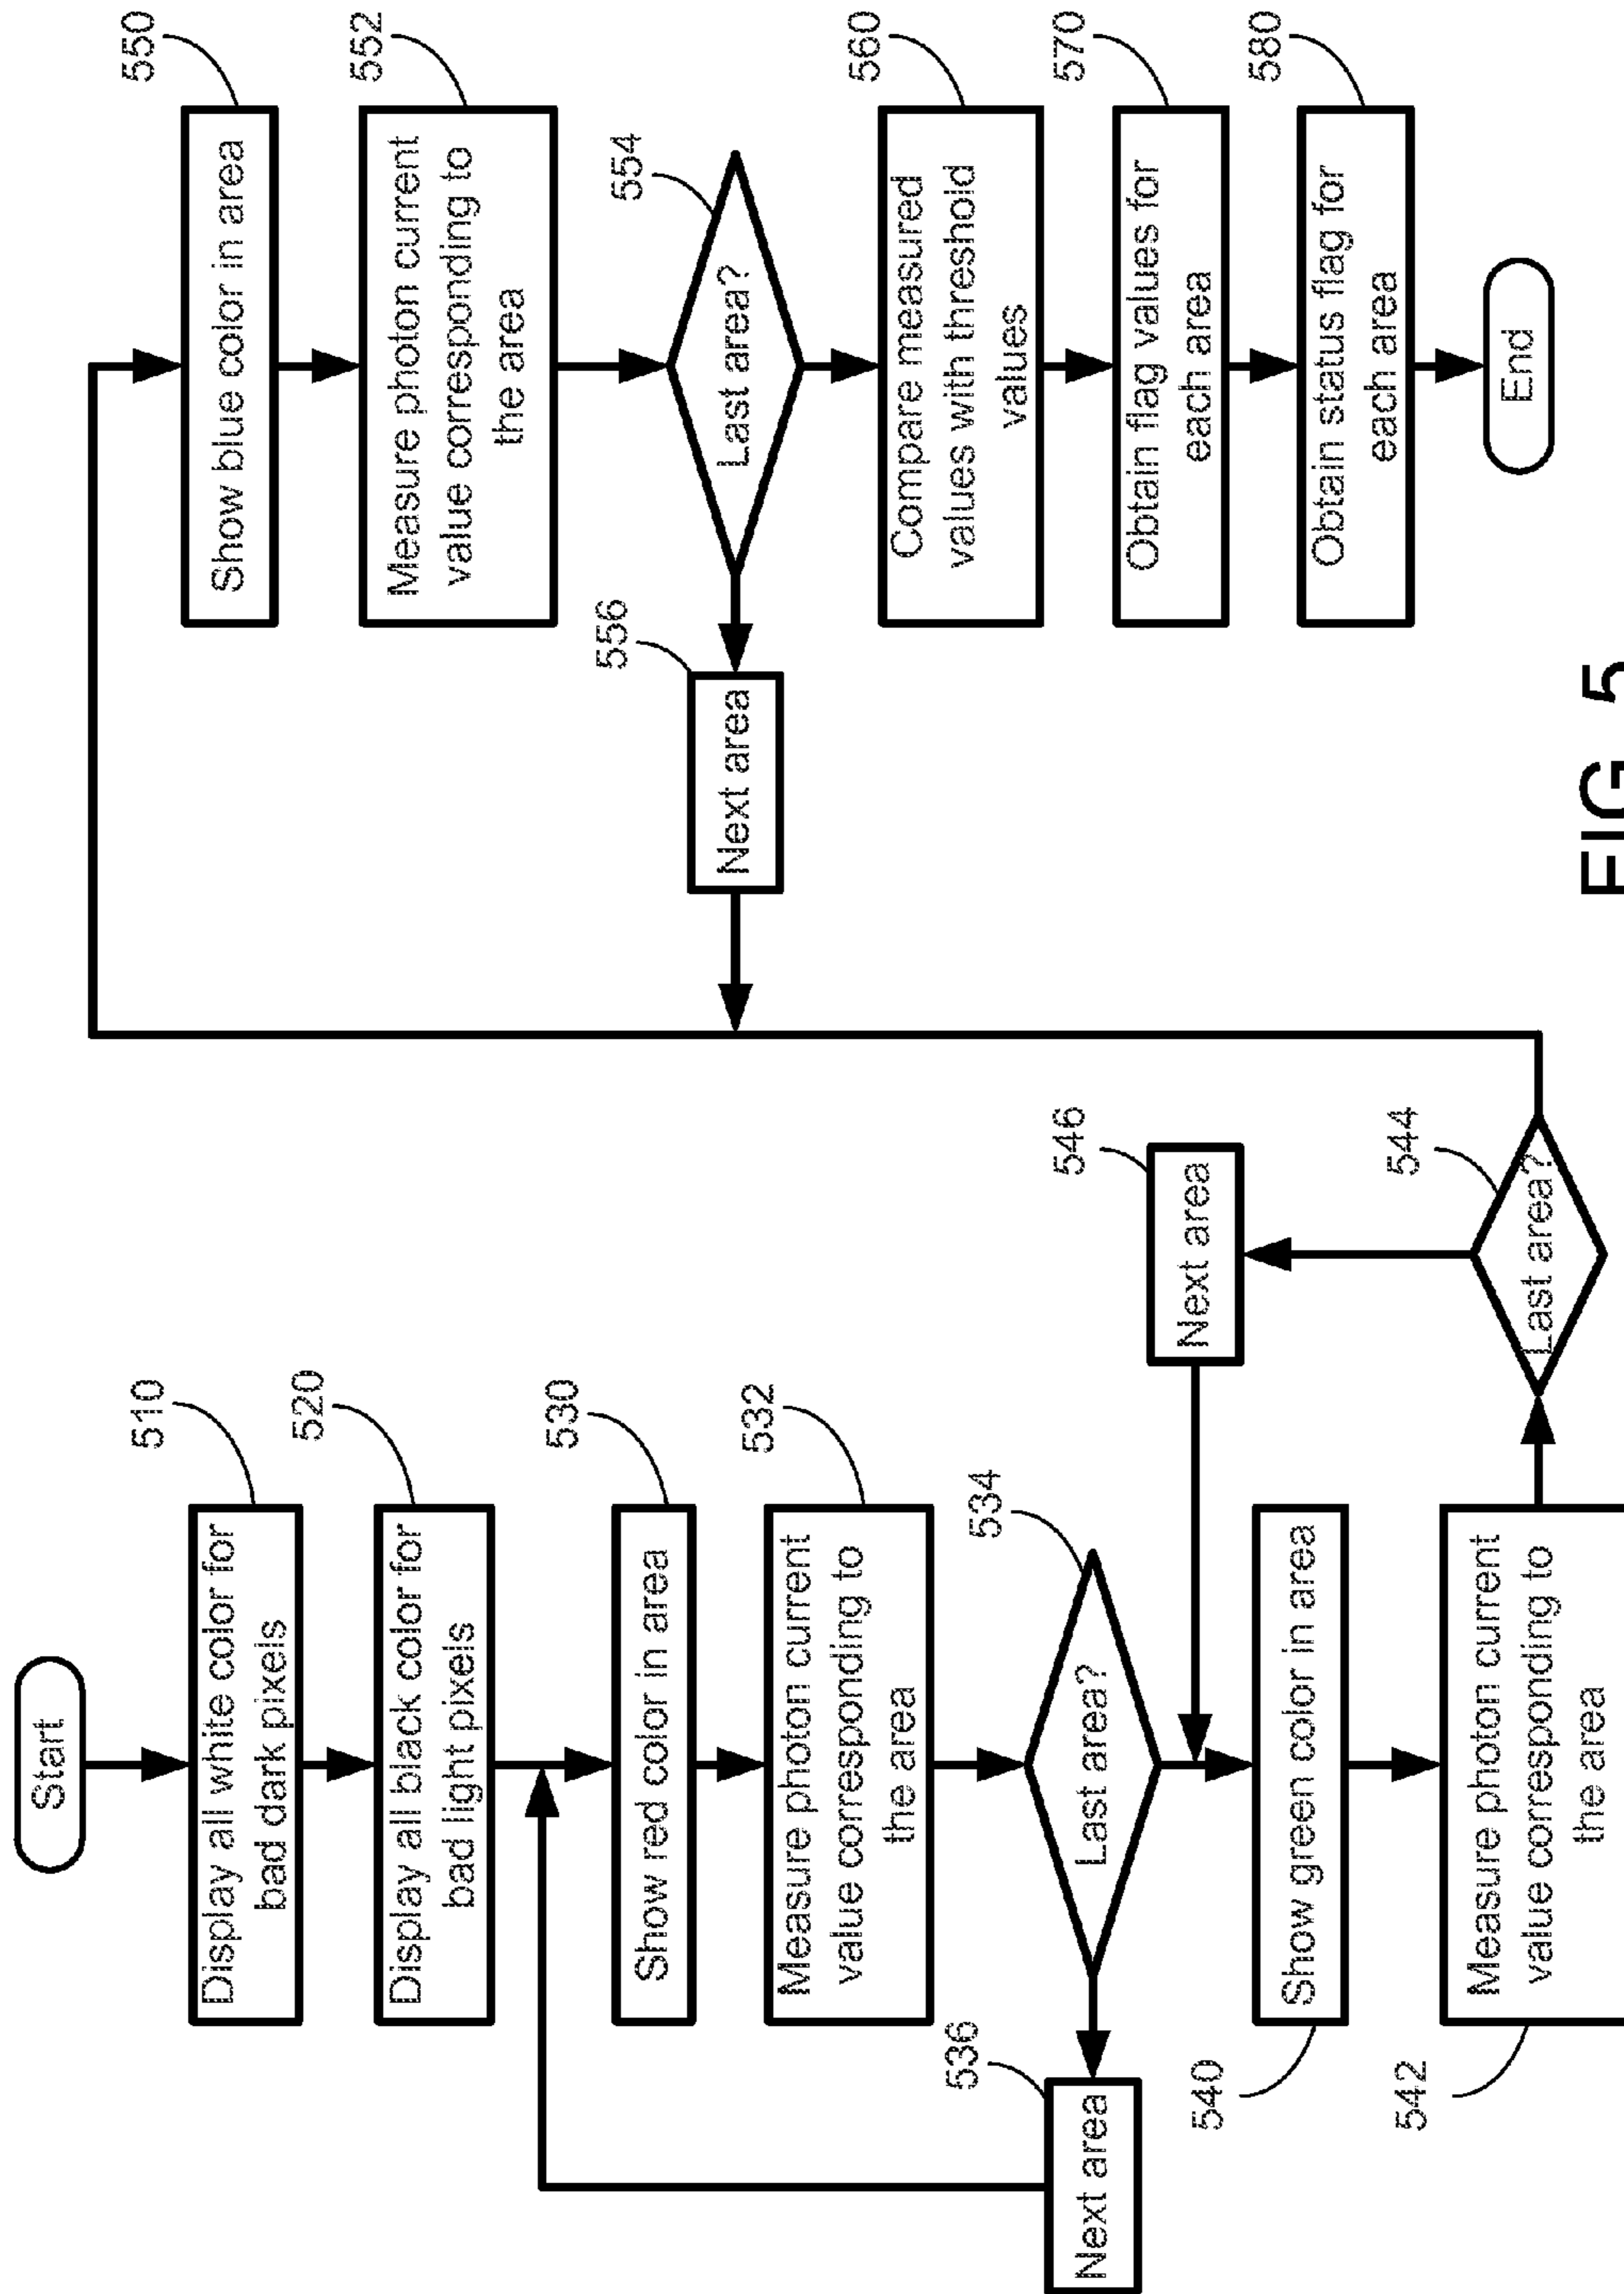 Start
510
Display all white color for
bad dark pixels
520
Display all black color for
bad light pixels
530
Show red color in area
532
Measure photon current
value corresponding to
the area
534
Last area?
536
Next area
540
Show green color in area
542
Measure photon current
value corresponding to
the area
544
Last area?
546
Next area
550
Show blue color in area
552
Measure photon current
value corresponding to
the area
554
Last area?
556
Next area
560
Compare measured
values with threshold
values
570
Obtain flag values for
each area
580
Obtain status flag for
each area
End
FIG. 5